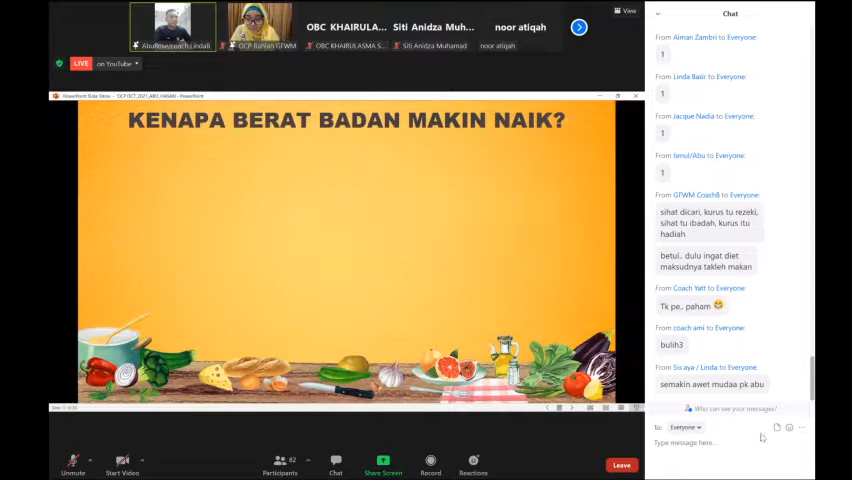 OBC KHAIRULA...
Siti Anidza Muh...
noor atiqah
AbuRose/coach Lindalil
OCP Raniah GFWM
OBC KHAIRULASMA S...
Siti Anidza Muhamad
noor atiqah
View
LIVE
on YouTube
KENAPA BERAT BADAN MAKIN NAIK?
Unmute
Start Video
Participants
82
Chat
Share Screen
Record
Reactions
Leave
Chat
From Aiman Zambri to Everyone:
1
From Linda Basir to Everyone:
1
From Jacque Nadia to Everyone:
1
From Ismul/Abu to Everyone:
1
From GFWM Coach8 to Everyone:
sihat dicari, kurus tu rezeki,
sihat tu ibadah, kurus itu
hadiah
betul.. dulu ingat diet
maksudnya takleh makan
From Coach Yatt to Everyone:
Tk pe.. paham 😁
From coach ami to Everyone:
bulih3
From Sis aya / Linda to Everyone:
semakin awet mudaa pk abu
Who can see your messages?
To:
Everyone
Type message here...